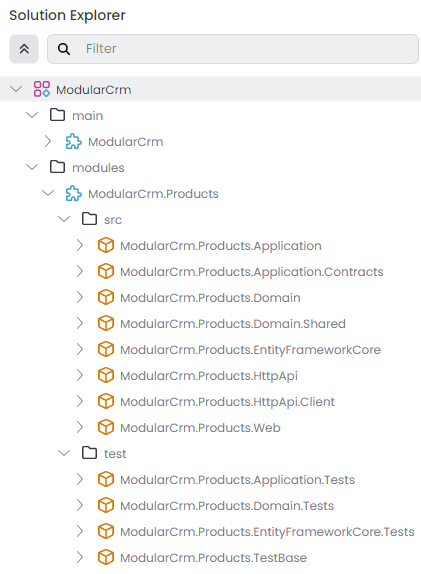 Solution Explorer
Filter
ModularCrm
main
ModularCrm
modules
ModularCrm.Products
src
ModularCrm.Products.Application
ModularCrm.Products.Application.Contracts
ModularCrm.Products.Domain
ModularCrm.Products.Domain.Shared
ModularCrm.Products.EntityFrameworkCore
ModularCrm.Products.HttpApi
ModularCrm.Products.HttpApi.Client
ModularCrm.Products.Web
test
ModularCrm.Products.Application.Tests
ModularCrm.Products.Domain.Tests
ModularCrm.Products.EntityFrameworkCore.Tests
ModularCrm.Products.TestBase